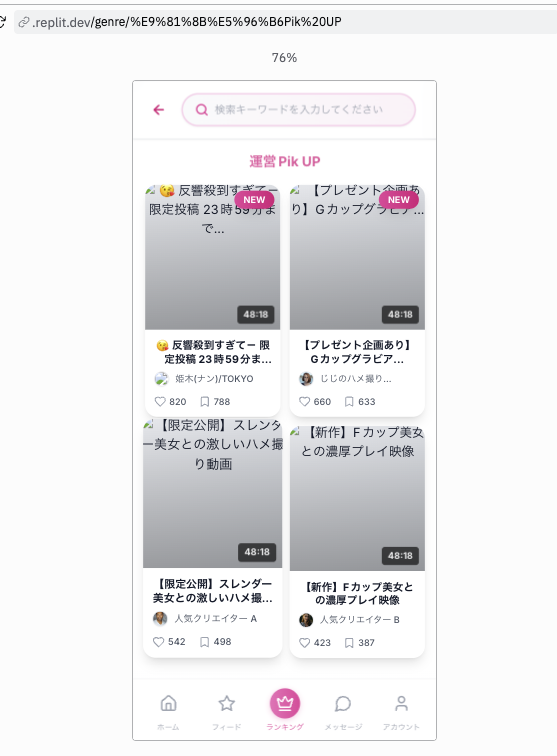 .replit.dev/genre/%E9%81%8B%E5%96%B6Pik%20UP
76%
検索キーワードを入力してください
運営 Pik UP
😘 反響殺到すぎてー
限定投稿 23時59分ま
で...
NEW
48:18
😘 反響殺到すぎてー 限
定投稿 23時59分ま...
姫木(ナン)/TOKYO
820 788
【プレゼント企画あ
り】Gカップグラビア...
NEW
48:18
【プレゼント企画あり】
Gカップグラビア...
じじのハメ撮り...
660 633
【限定公開】スレンダ
ー美女との激しいハメ撮
り動画
48:18
【限定公開】スレンダー
美女との激しいハメ撮...
人気クリエイター A
542 498
【新作】Fカップ美女
との濃厚プレイ映像
48:18
【新作】Fカップ美女と
の濃厚プレイ映像
人気クリエイター B
423 387
ホーム フィード ランキング メッセージ アカウント